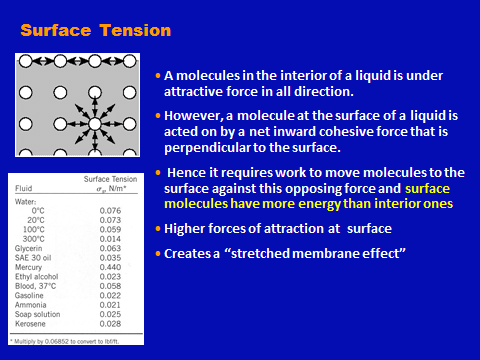 Surface Tension
• A molecules in the interior of a liquid is under
attractive force in all direction.
• However, a molecule at the surface of a liquid is
acted on by a net inward cohesive force that is
perpendicular to the surface.
• Hence it requires work to move molecules to the
surface against this opposing force and surface
molecules have more energy than interior ones
• Higher forces of attraction at surface
• Creates a “stretched membrane effect”
Surface Tension
Fluid σs, N/m*
Water:
0°C 0.076
20°C 0.073
100°C 0.059
300°C 0.014
Glycerin 0.063
SAE 30 oil 0.035
Mercury 0.440
Ethyl alcohol 0.023
Blood, 37°C 0.058
Gasoline 0.022
Ammonia 0.021
Soap solution 0.025
Kerosene 0.028
* Multiply by 0.06852 to convert to lbf/ft.